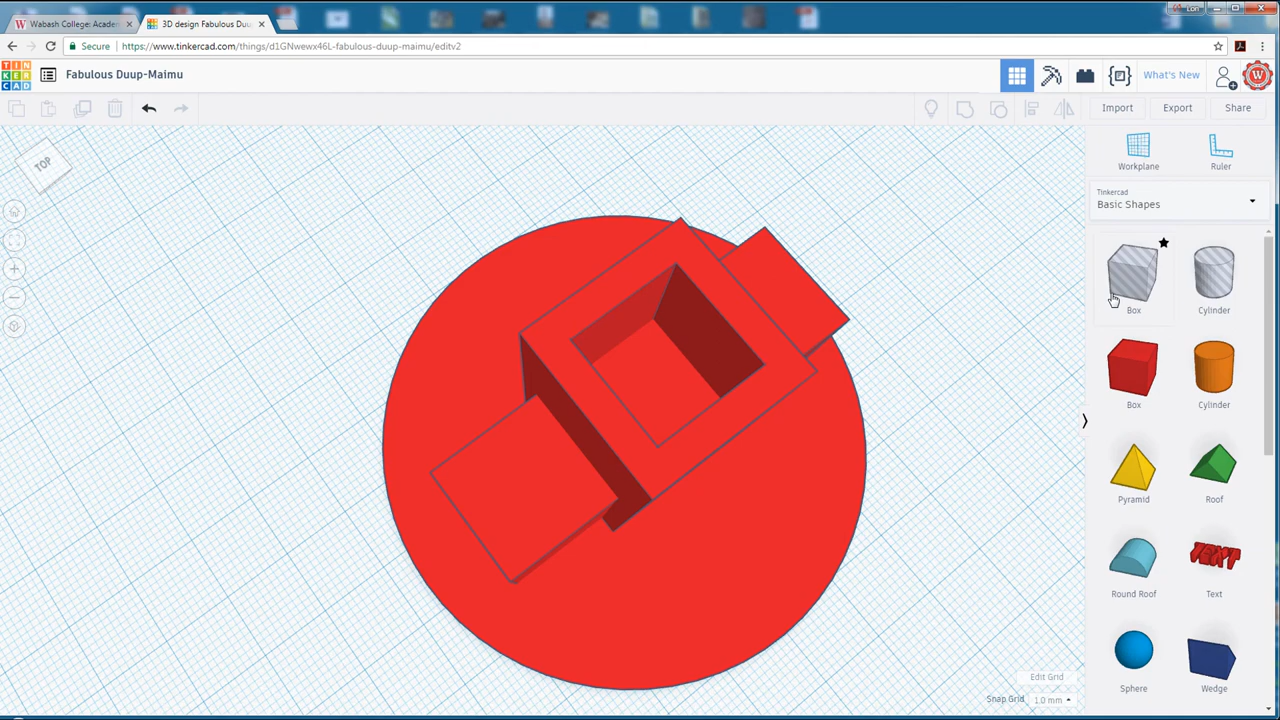 Lori
Wabash College: Acade
3D design Fabulous Duu
Secure
https://www.tinkercad.com/things/d1GNwewx46L-fabulous-duup-maimu/editv2
TIN
KER
CAD
Fabulous Duup-Maimu
What's New
Import
Export
Share
TOP
Workplane
Ruler
Tinkercad
Basic Shapes
Box
Cylinder
Box
Cylinder
Pyramid
Roof
TEXT
Round Roof
Text
Sphere
Wedge
Edit Grid
Snap Grid
1.0 mm